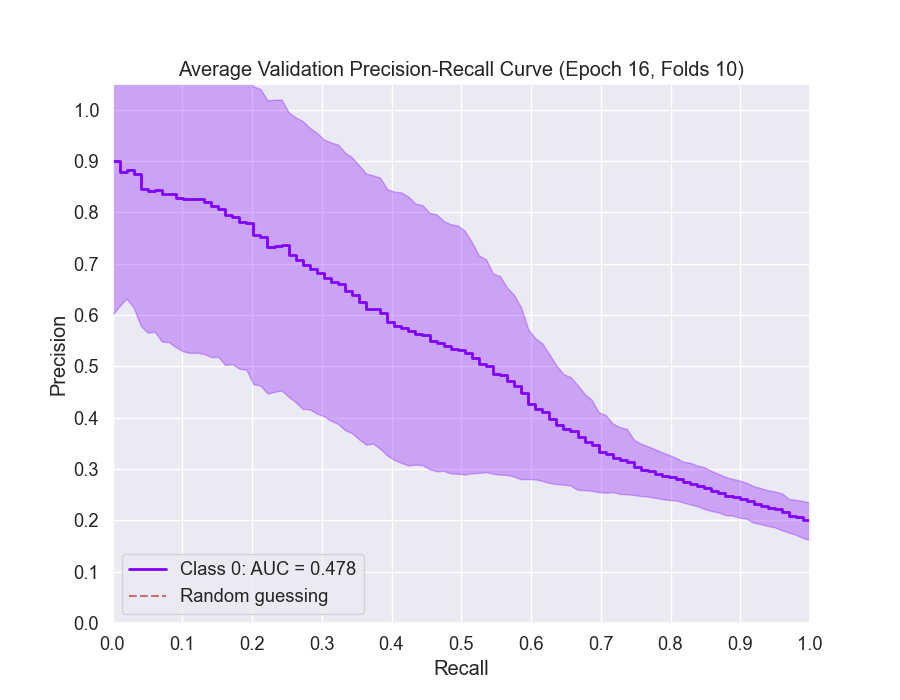 Average Validation Precision-Recall Curve (Epoch 16, Folds 10)
Precision
1.0
0.9
0.8
0.7
0.6
0.5
0.4
0.3
0.2
0.1
0.0
Class 0: AUC = 0.478
Random guessing
0.0 0.1 0.2 0.3 0.4 0.5 0.6 0.7 0.8 0.9 1.0
Recall